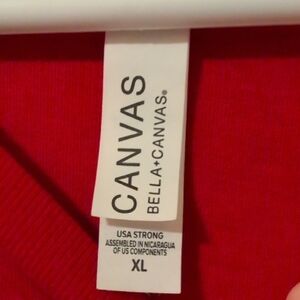 CANVAS
BELLA+CANVAS®
USA STRONG
ASSEMBLED IN NICARAGUA
OF US COMPONENTS
XL